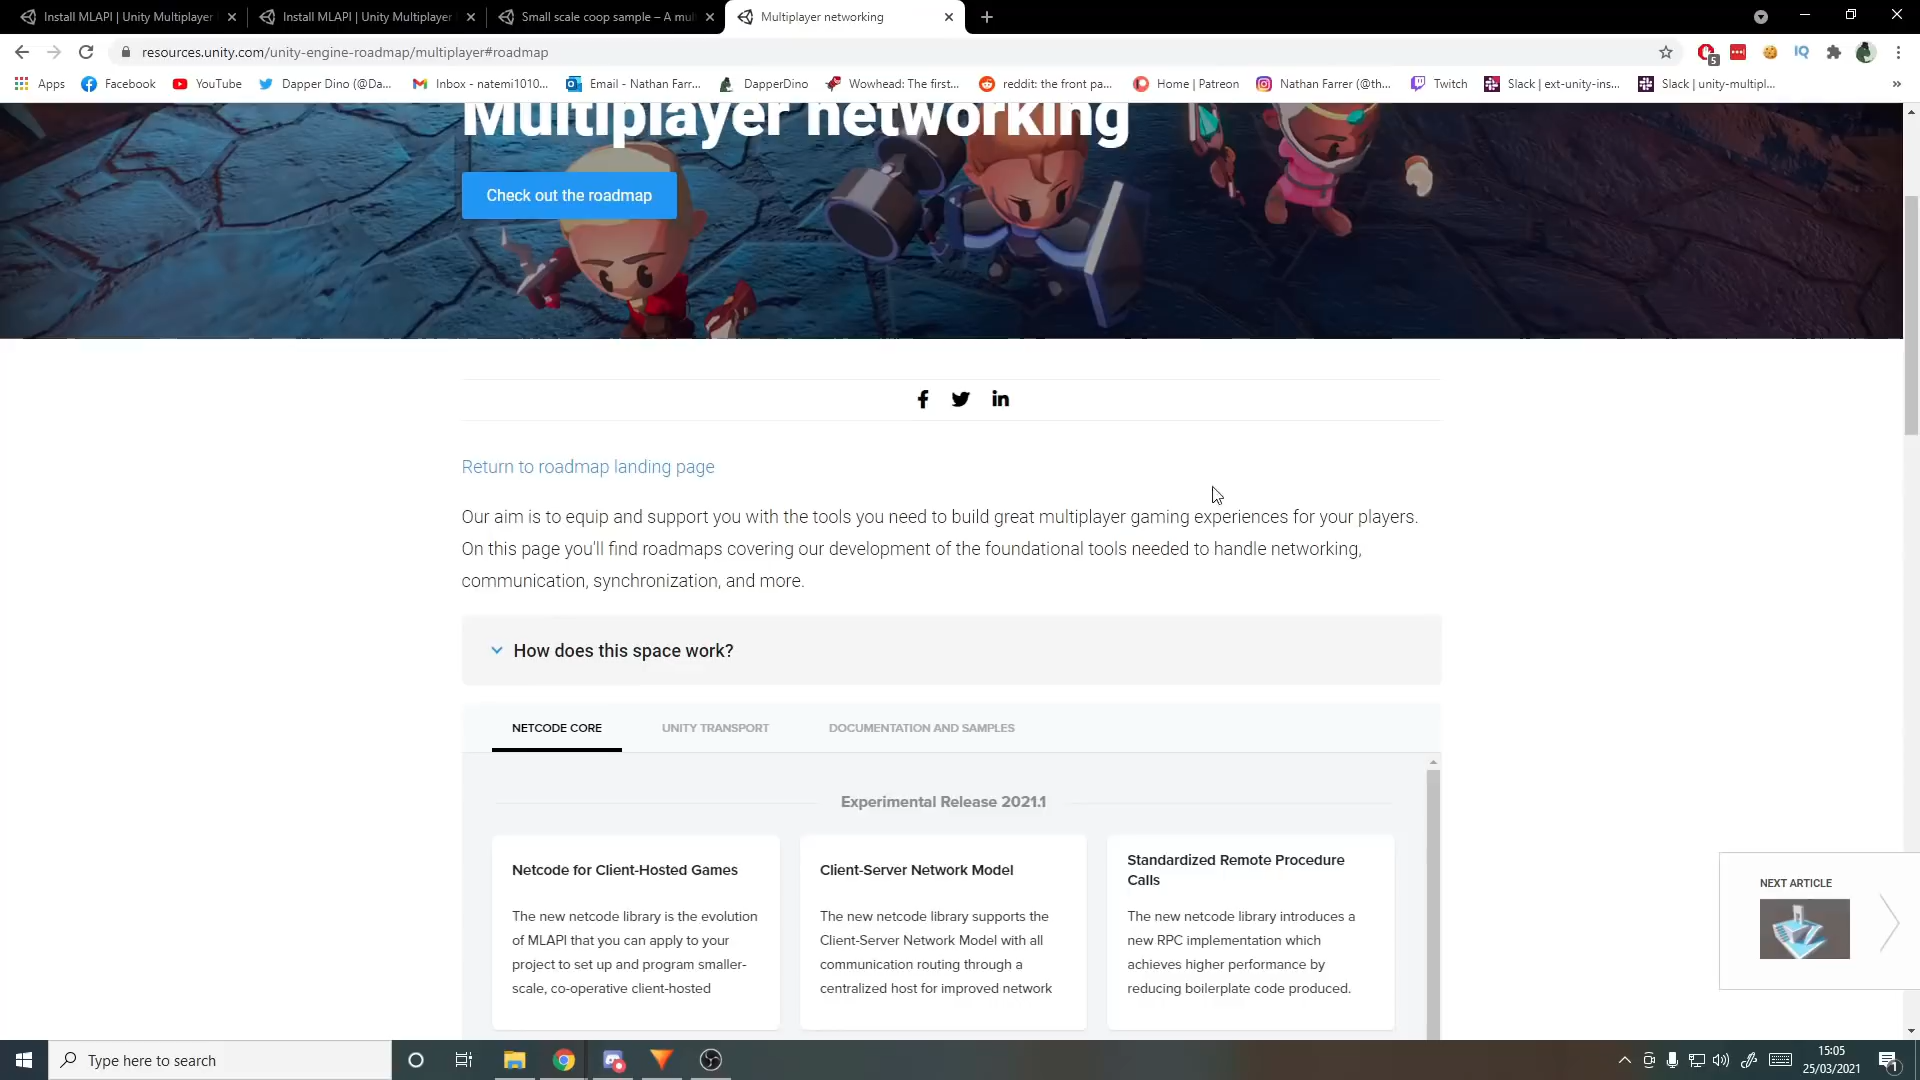 Install MLAPI | Unity Multiplayer
Install MLAPI | Unity Multiplayer
Small scale coop sample – A mul
Multiplayer networking
resources.unity.com/unity-engine-roadmap/multiplayer#roadmap
5
Apps
Facebook
YouTube
Dapper Dino (@Da...
Inbox - natemi1010...
Email - Nathan Farr...
DapperDino
Wowhead: The first...
reddit: the front pa...
Home | Patreon
Nathan Farrer (@th...
Twitch
Slack | ext-unity-ins...
Slack | unity-multipl...
Multiplayer networking
Check out the roadmap
Return to roadmap landing page
Our aim is to equip and support you with the tools you need to build great multiplayer gaming experiences for your players.
On this page you'll find roadmaps covering our development of the foundational tools needed to handle networking,
communication, synchronization, and more.
How does this space work?
NETCODE CORE
UNITY TRANSPORT
DOCUMENTATION AND SAMPLES
Experimental Release 2021.1
Netcode for Client-Hosted Games
The new netcode library is the evolution
of MLAPI that you can apply to your
project to set up and program smaller-
scale, co-operative client-hosted
Client-Server Network Model
The new netcode library supports the
Client-Server Network Model with all
communication routing through a
centralized host for improved network
Standardized Remote Procedure
Calls
The new netcode library introduces a
new RPC implementation which
achieves higher performance by
reducing boilerplate code produced.
NEXT ARTICLE
Type here to search
15:05
25/03/2021
1